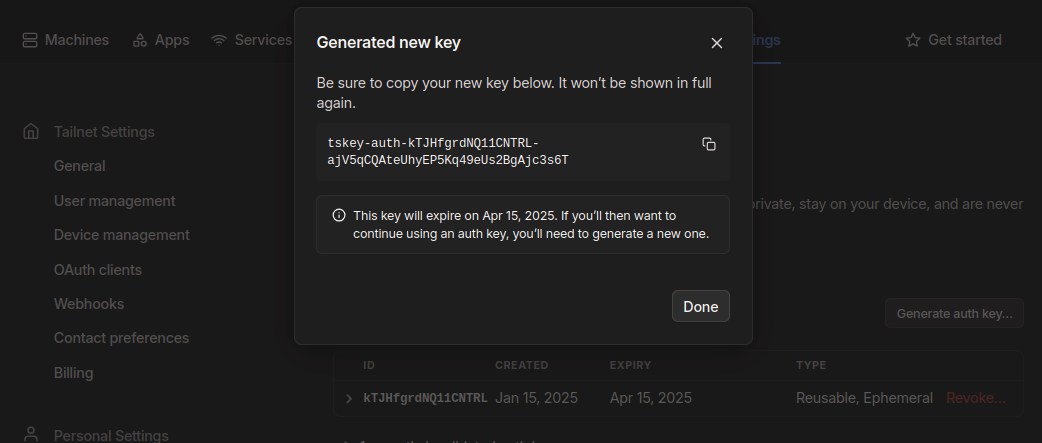 Machines
Apps
Services
ings
Get started
Generated new key
Be sure to copy your new key below. It won’t be shown in full
again.
tskey-auth-kTJHfgrdNQ11CNTRL-
ajV5qCQAteUhyEP5Kq49eUs2BgAjc3s6T
This key will expire on Apr 15, 2025. If you’ll then want to
continue using an auth key, you’ll need to generate a new one.
Done
Tailnet Settings
General
User management
Device management
OAuth clients
Webhooks
Contact preferences
Billing
Personal Settings
private, stay on your device, and are never
Generate auth key...
ID CREATED EXPIRY TYPE
kTJHfgrdNQ11CNTRL Jan 15, 2025 Apr 15, 2025 Reusable, Ephemeral Revoke...